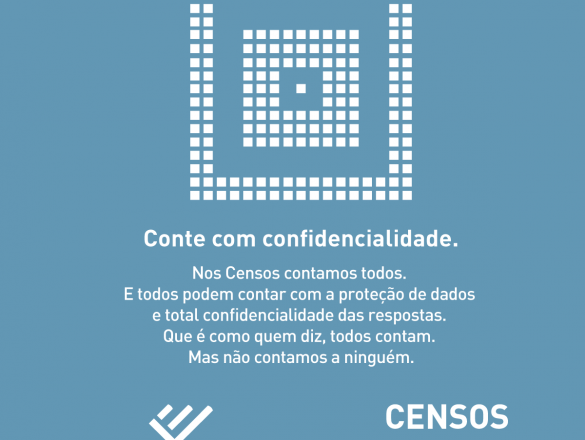 Conte com confidencialidade.
Nos Censos contamos todos.
E todos podem contar com a proteção de dados
e total confidencialidade das respostas.
Que é como quem diz, todos contam.
Mas não contamos a ninguém.
CENSOS